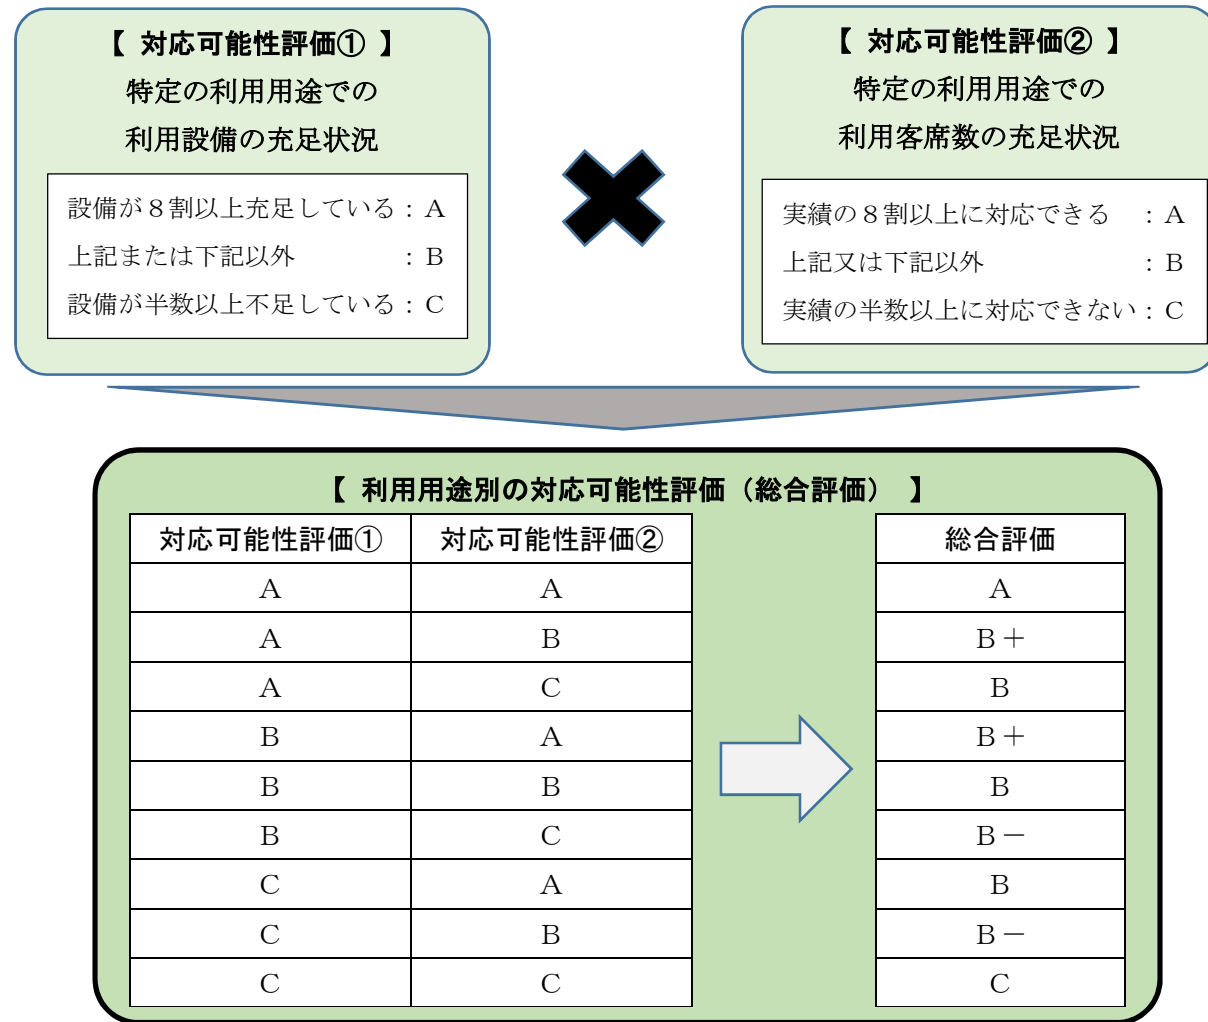 【 対応可能性評価① 】
特定の利用用途での
利用設備の充足状況
設備が８割以上充足している：Ａ
上記または下記以外　　　　：Ｂ
設備が半数以上不足している：Ｃ
【 対応可能性評価② 】
特定の利用用途での
利用客席数の充足状況
実績の８割以上に対応できる　：Ａ
上記又は下記以外　　　　　　：Ｂ
実績の半数以上に対応できない：Ｃ
【 利用用途別の対応可能性評価（総合評価） 】
対応可能性評価① 対応可能性評価② 総合評価
Ａ Ａ Ａ
Ａ Ｂ Ｂ＋
Ａ Ｃ Ｂ
Ｂ Ａ Ｂ＋
Ｂ Ｂ Ｂ
Ｂ Ｃ Ｂ－
Ｃ Ａ Ｂ
Ｃ Ｂ Ｂ－
Ｃ Ｃ Ｃ